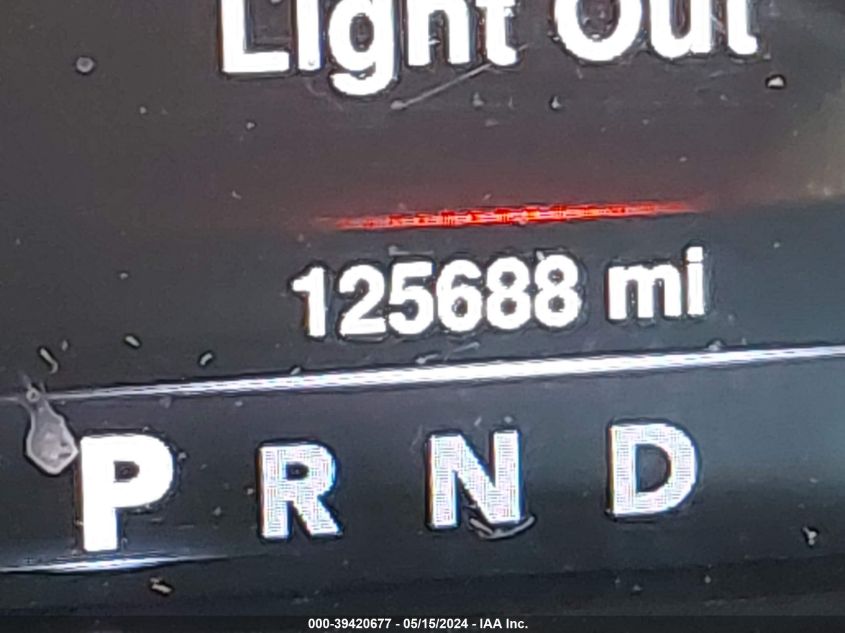 Light Out
125688 mi
P R N D
000-39420677 - 05/15/2024 - IAA Inc.